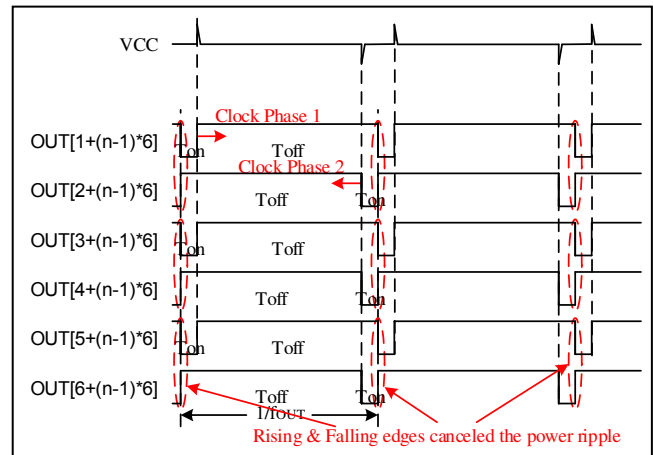 VCC
Clock Phase 1
OUT[1+(n-1)*6]
Ton
Toff
Clock Phase 2
OUT[2+(n-1)*6]
Toff
Ton
OUT[3+(n-1)*6]
Ton
Toff
OUT[4+(n-1)*6]
Toff
Ton
OUT[5+(n-1)*6]
Ton
Toff
OUT[6+(n-1)*6]
Toff
Ton
1/fOUT
Rising & Falling edges canceled the power ripple